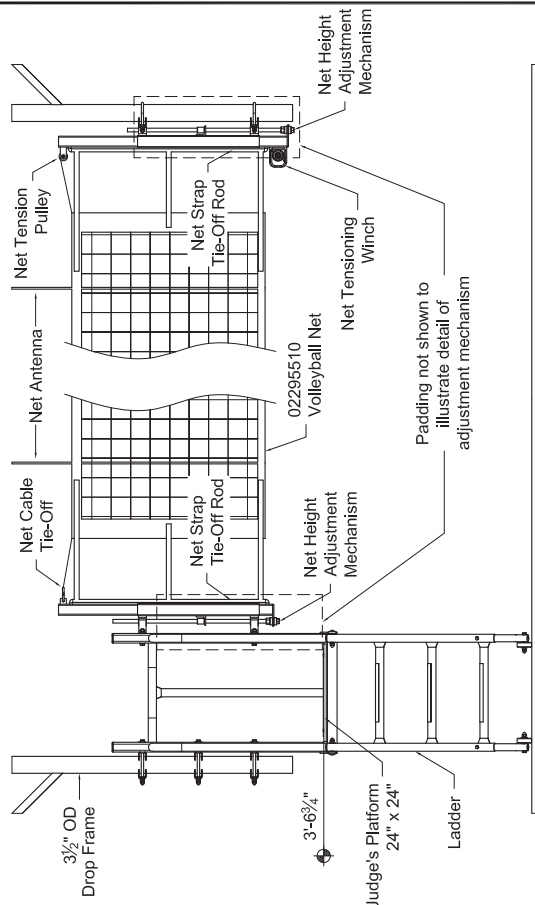 3½" OD
Drop Frame
Net Cable
Tie-Off
Net Antenna
Net Tension
Pulley
Net Strap
Tie-Off Rod
Net Strap
Tie-Off Rod
02295510
Volleyball Net
Net Height
Adjustment
Mechanism
Net Tensioning
Winch
Net Height
Adjustment
Mechanism
3'-6¾"
Judge's Platform
24" x 24"
Ladder
Padding not shown to
illustrate detail of
adjustment mechanism